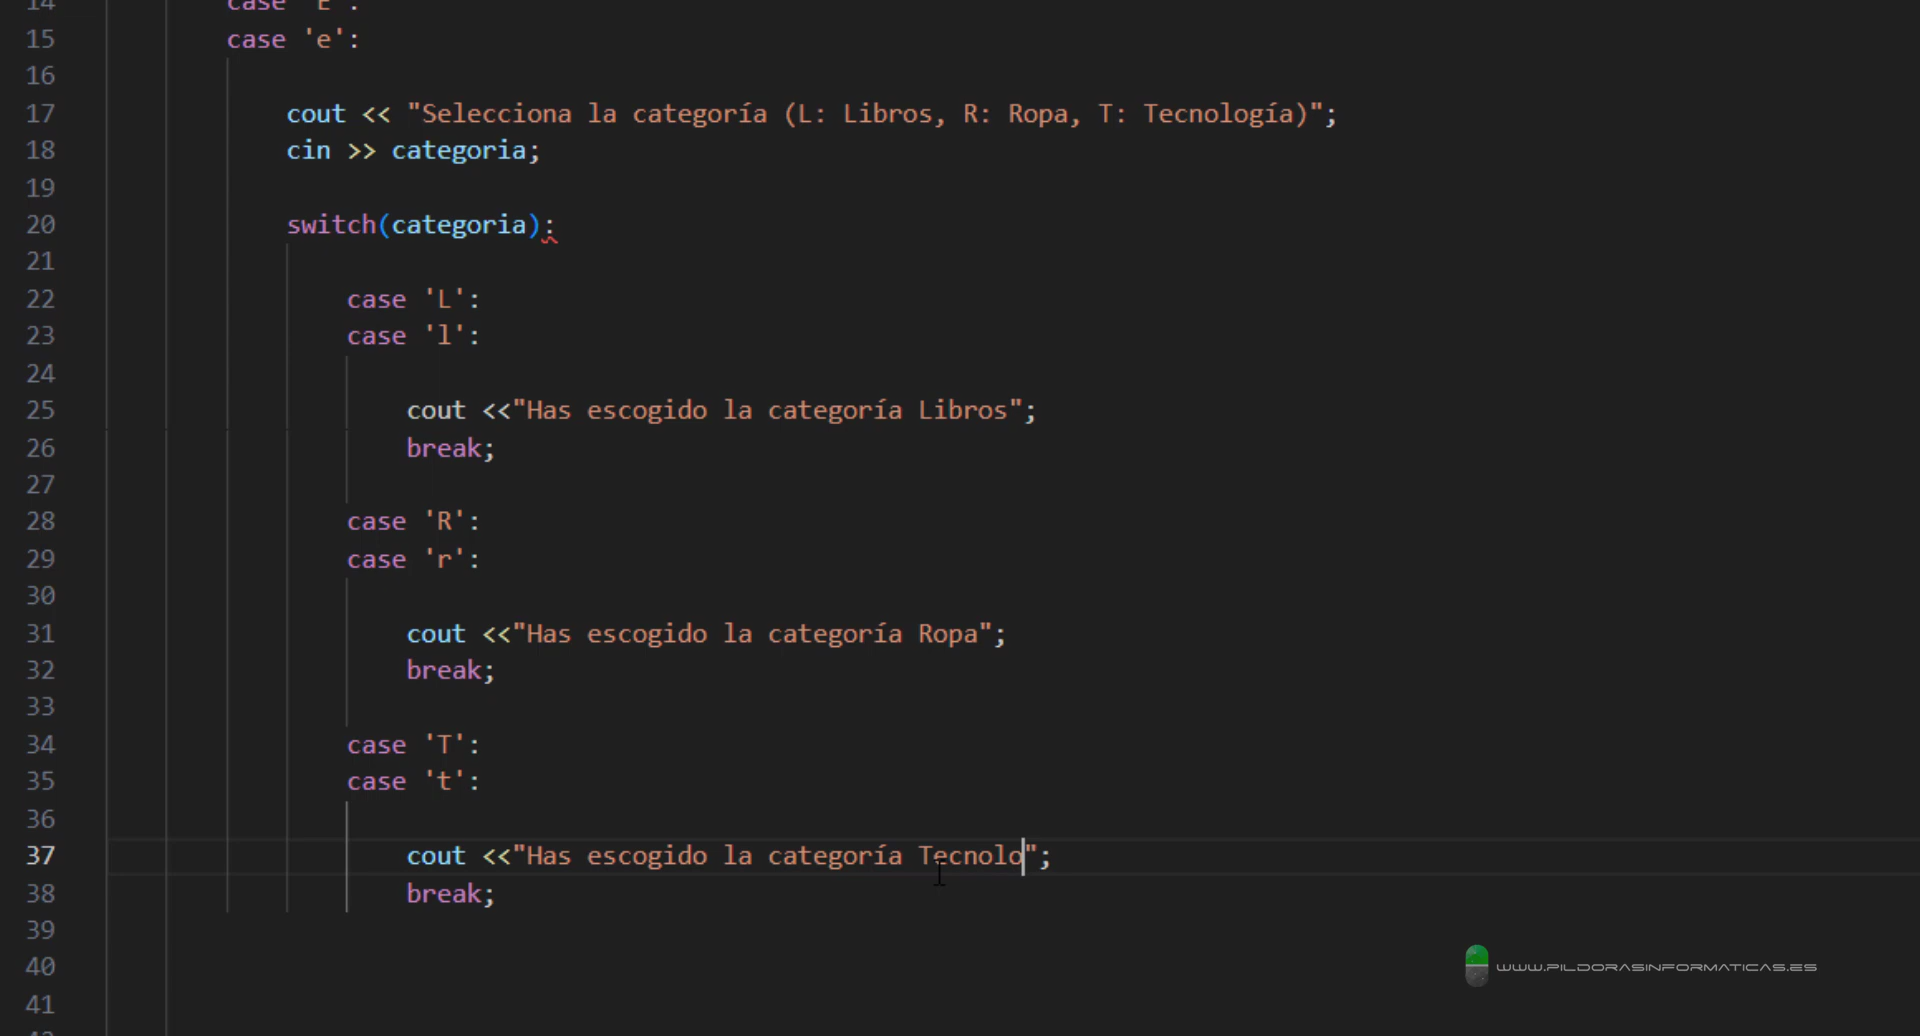 14 case 'E':
15 case 'e':
16
17 cout << "Selecciona la categoría (L: Libros, R: Ropa, T: Tecnología)";
18 cin >> categoria;
19
20 switch(categoria):
21
22 case 'L':
23 case 'l':
24
25 cout <<"Has escogido la categoría Libros";
26 break;
27
28 case 'R':
29 case 'r':
30
31 cout <<"Has escogido la categoría Ropa";
32 break;
33
34 case 'T':
35 case 't':
36
37 cout <<"Has escogido la categoría Tecnolo";
38 break;
39
40
41
WWW.PILDORASINFORMATICAS.ES